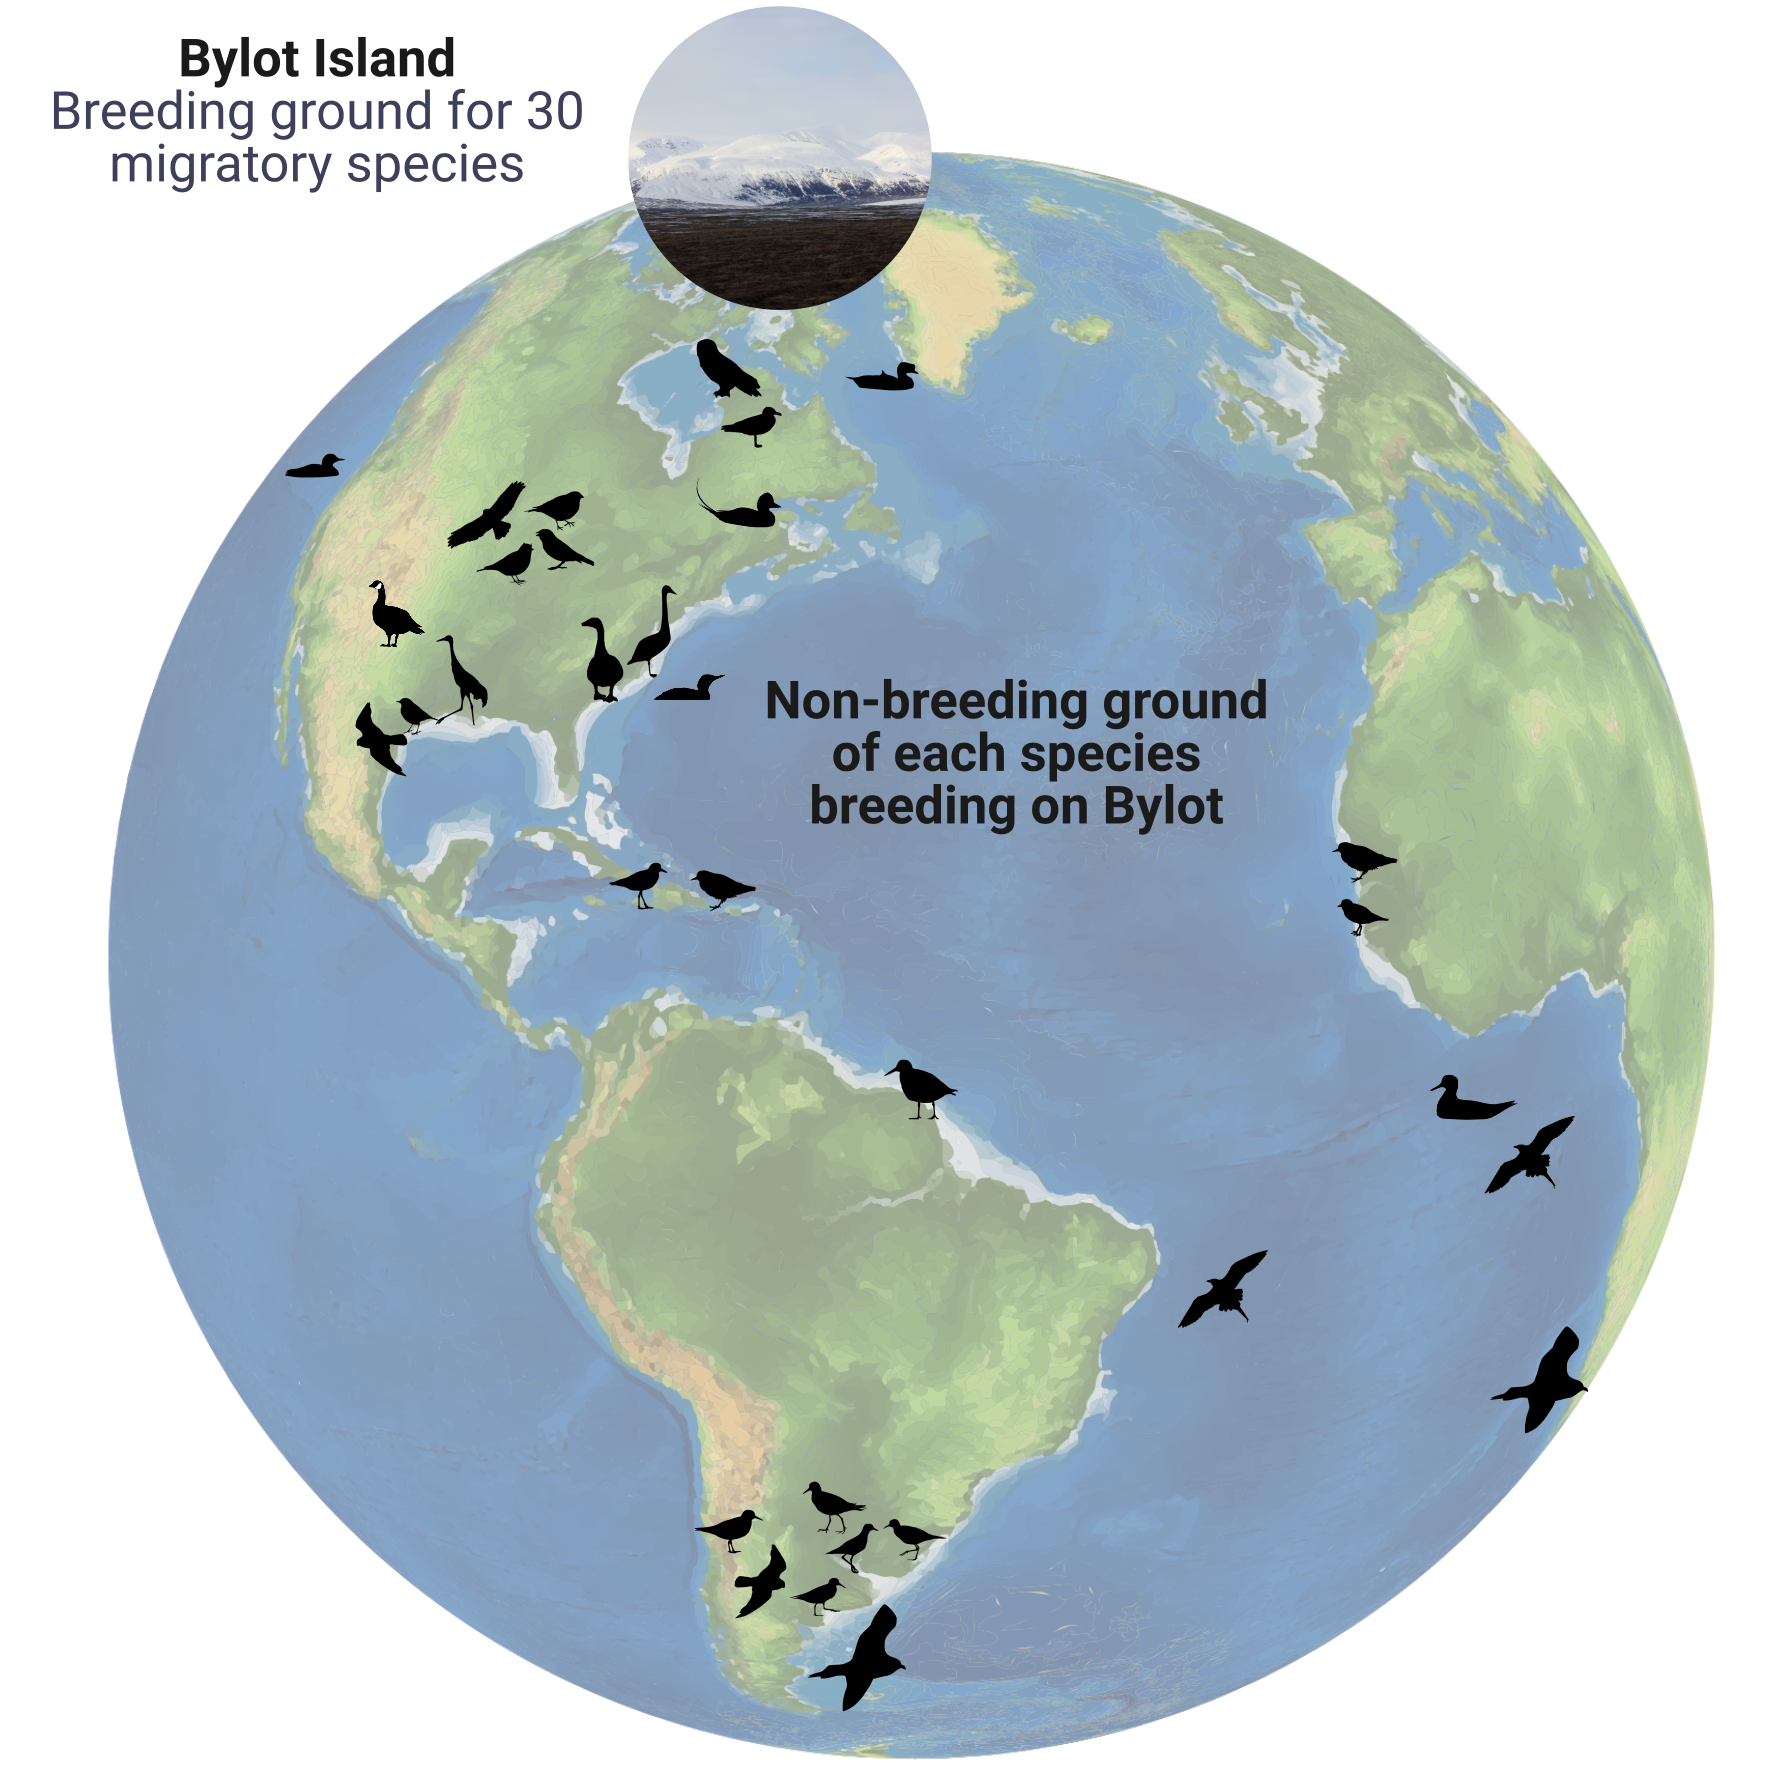 Bylot Island
Breeding ground for 30
migratory species
Non-breeding ground
of each species
breeding on Bylot